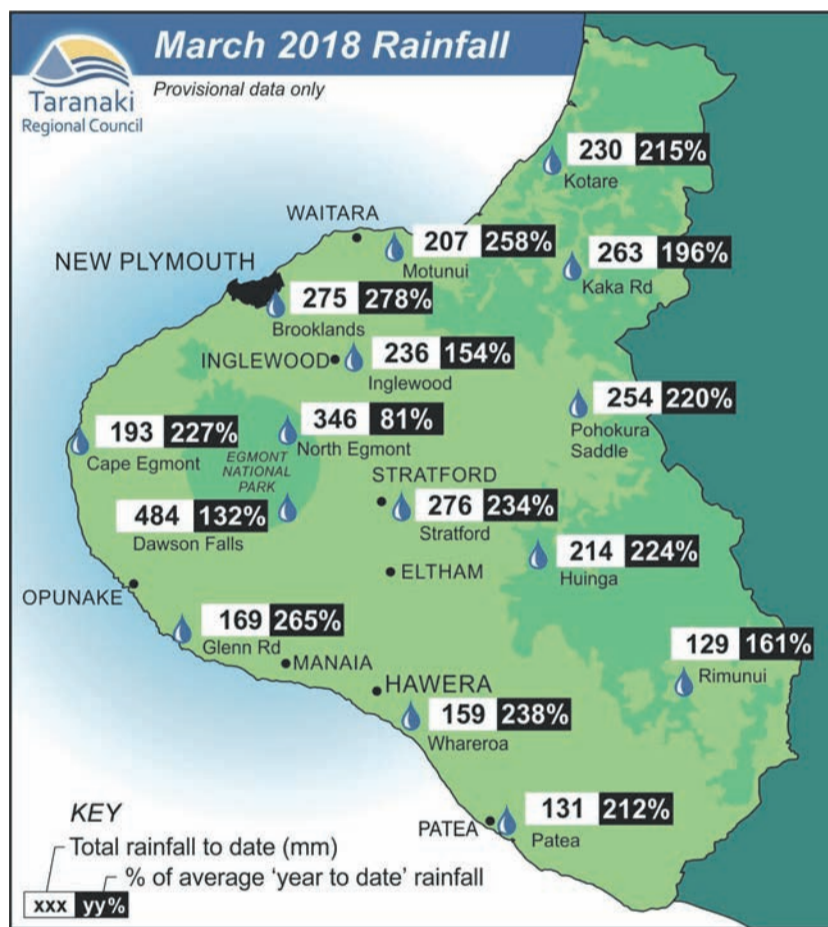 March 2018 Rainfall
Provisional data only
Taranaki
Regional Council
230 215%
Kotare
WAITARA
207 258%
Motunui
NEW PLYMOUTH
263 196%
Kaka Rd
275 278%
Brooklands
INGLEWOOD
236 154%
Inglewood
254 220%
Pohokura
Saddle
346 81%
North Egmont
193 227%
Cape Egmont
EGMONT
NATIONAL
PARK
STRATFORD
276 234%
Stratford
484 132%
Dawson Falls
214 224%
Huinga
ELTHAM
OPUNAKE
169 265%
Glenn Rd
129 161%
Rimunui
MANAIA
HAWERA
159 238%
Whareroa
131 212%
Patea
PATEA
KEY
Total rainfall to date (mm)
% of average 'year to date' rainfall
xxx yy%